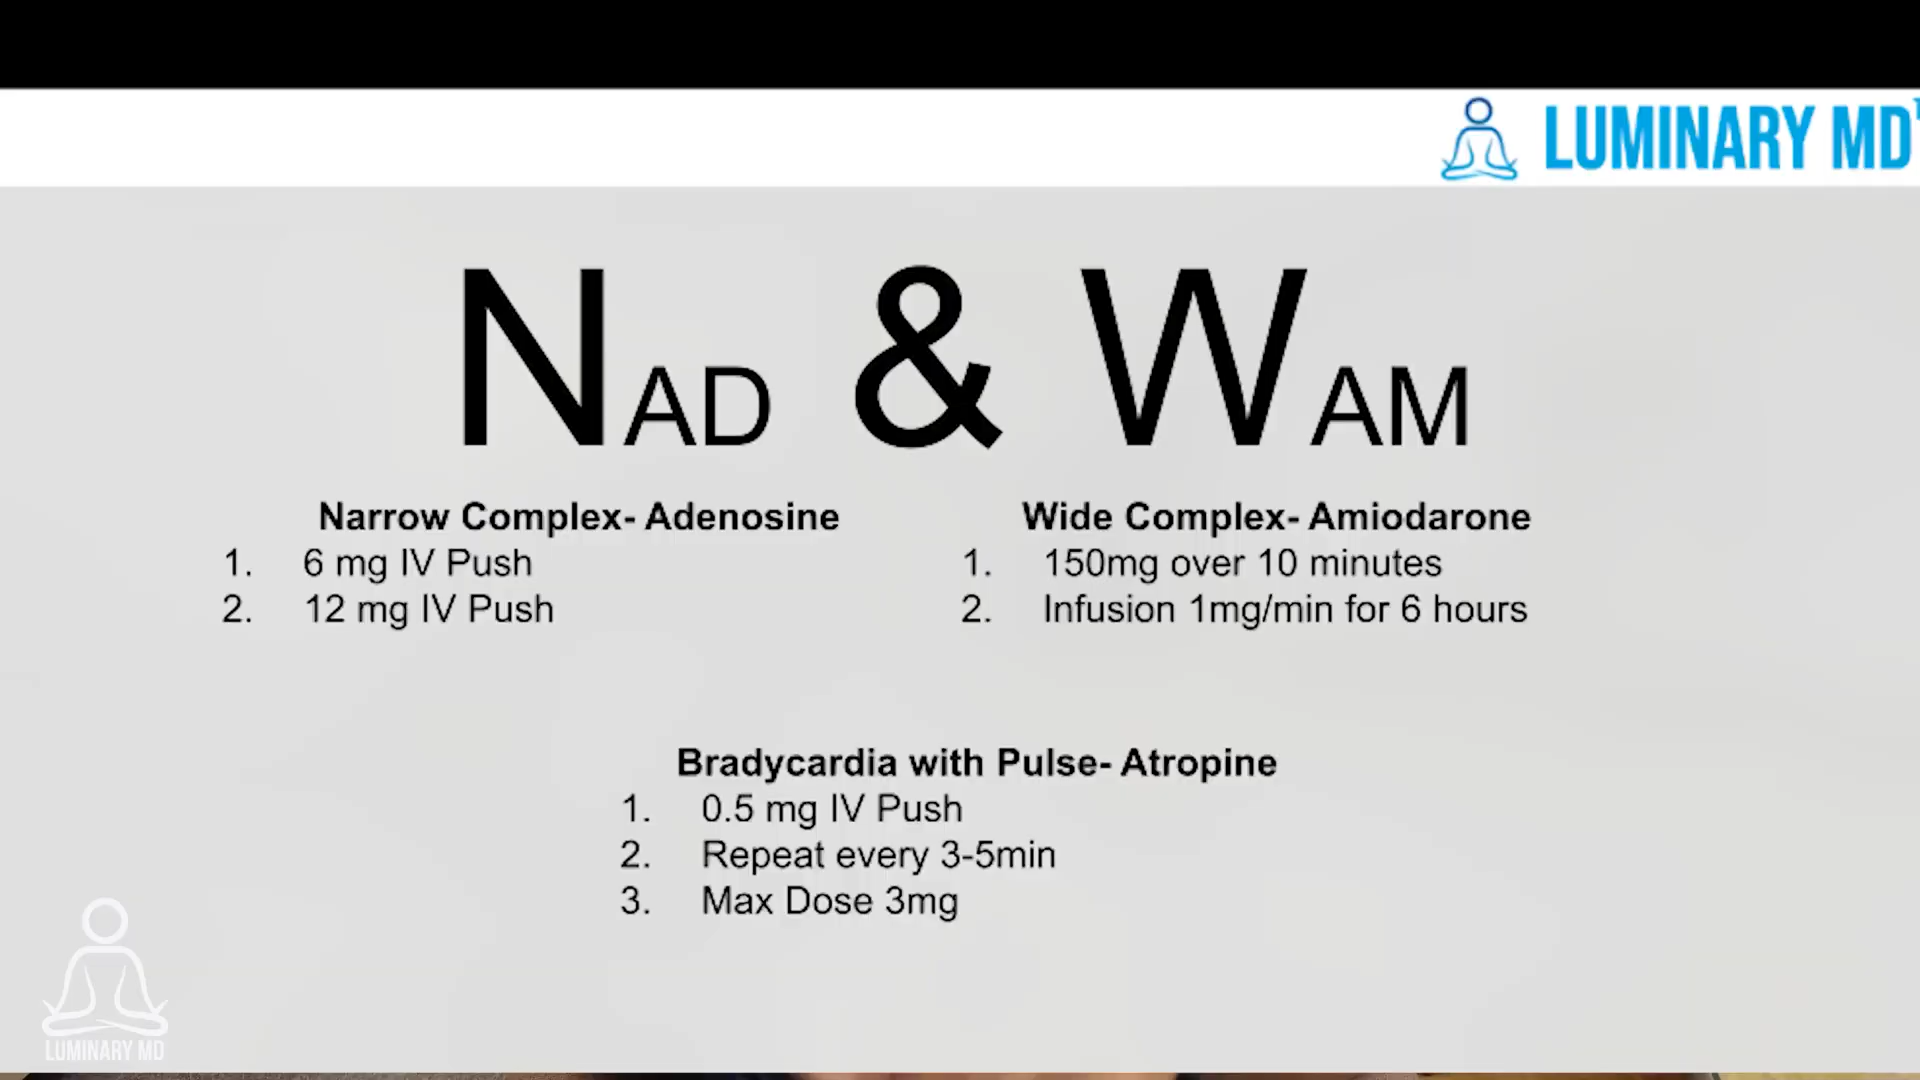 LUMINARY MD
NAD & WAM
Narrow Complex- Adenosine
1. 6 mg IV Push
2. 12 mg IV Push
Wide Complex- Amiodarone
1. 150mg over 10 minutes
2. Infusion 1mg/min for 6 hours
Bradycardia with Pulse- Atropine
1. 0.5 mg IV Push
2. Repeat every 3-5min
3. Max Dose 3mg
LUMINARY MD